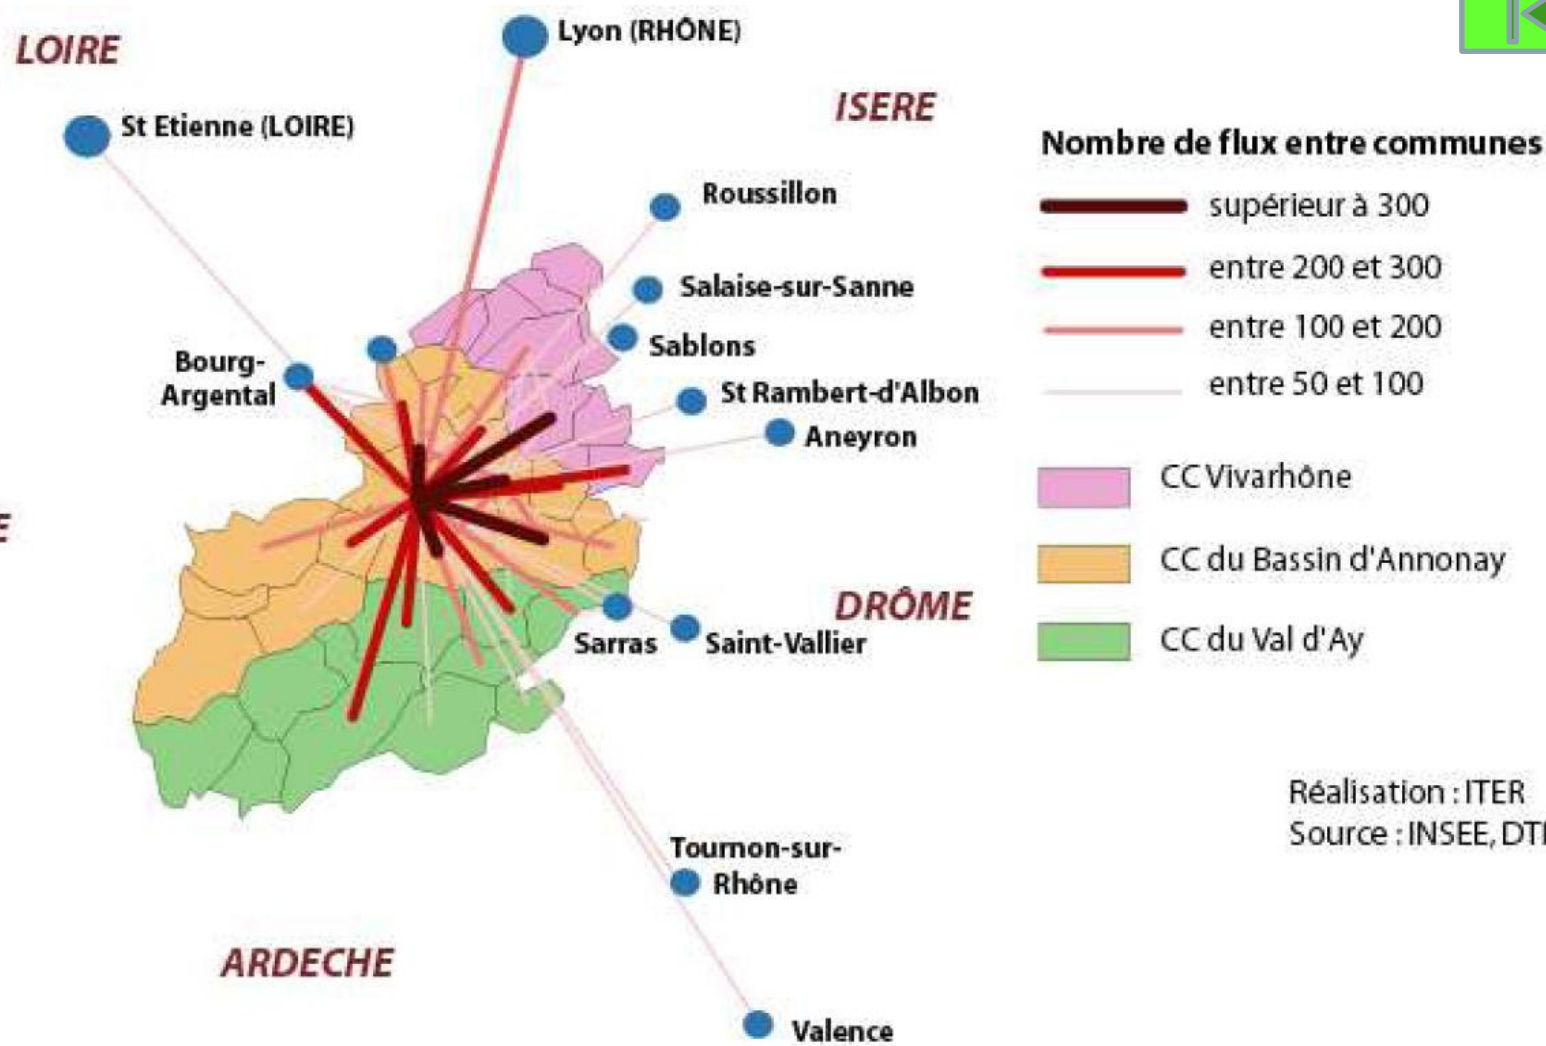 LOIRE
Lyon (RHÔNE)
St Etienne (LOIRE)
ISERE
Roussillon
Salaise-sur-Sanne
Sablons
Bourg-
Argental
St Rambert-d'Albon
Aneyron
E
DRÔME
Sarras
Saint-Vallier
Tournon-sur-
Rhône
ARDECHE
Valence
Nombre de flux entre communes
supérieur à 300
entre 200 et 300
entre 100 et 200
entre 50 et 100
CC Vivarhône
CC du Bassin d'Annonay
CC du Val d'Ay
Réalisation : ITER
Source : INSEE,